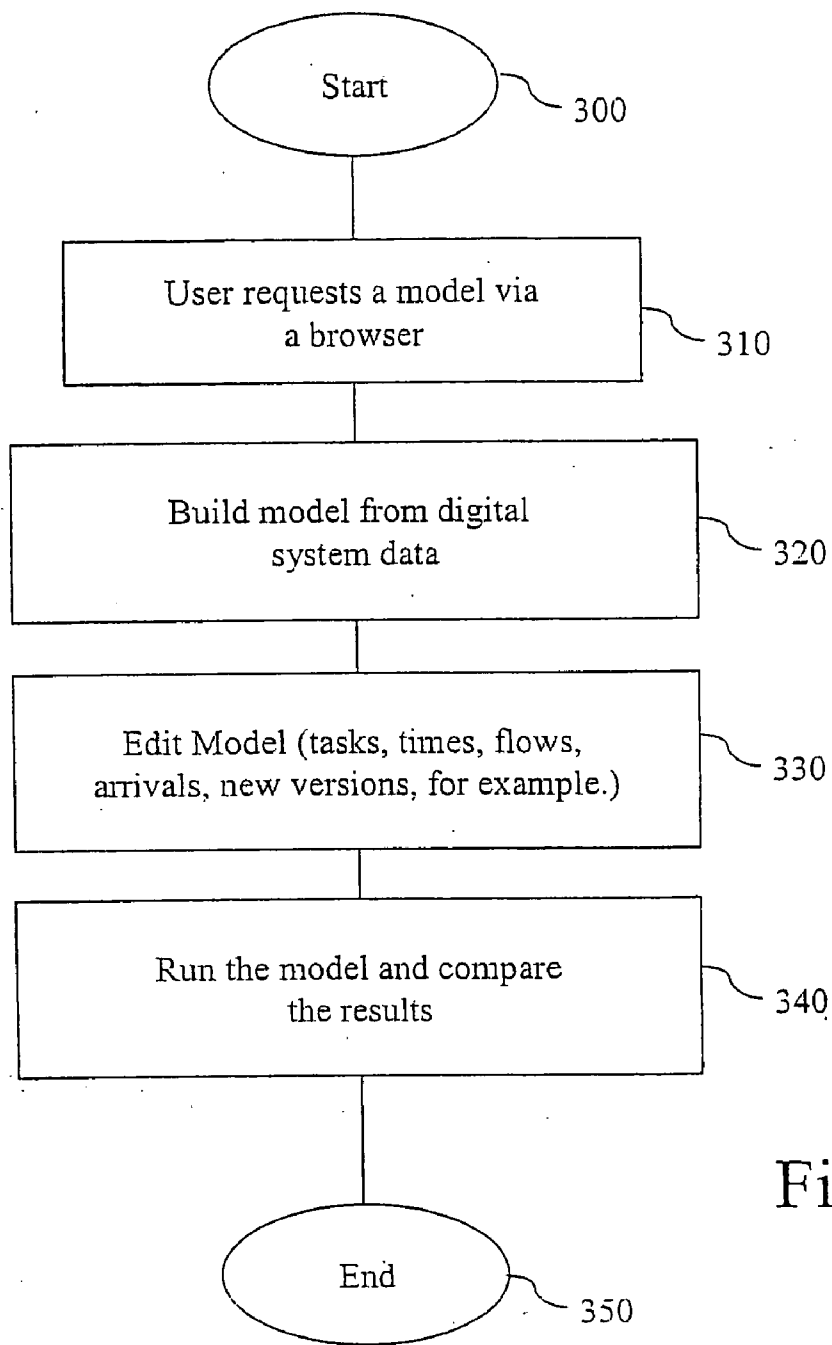 Start
300
User requests a model via
a browser
310
Build model from digital
system data
320
Edit Model (tasks, times, flows,
arrivals, new versions, for example.)
330
Run the model and compare
the results
340
Fi
End
350